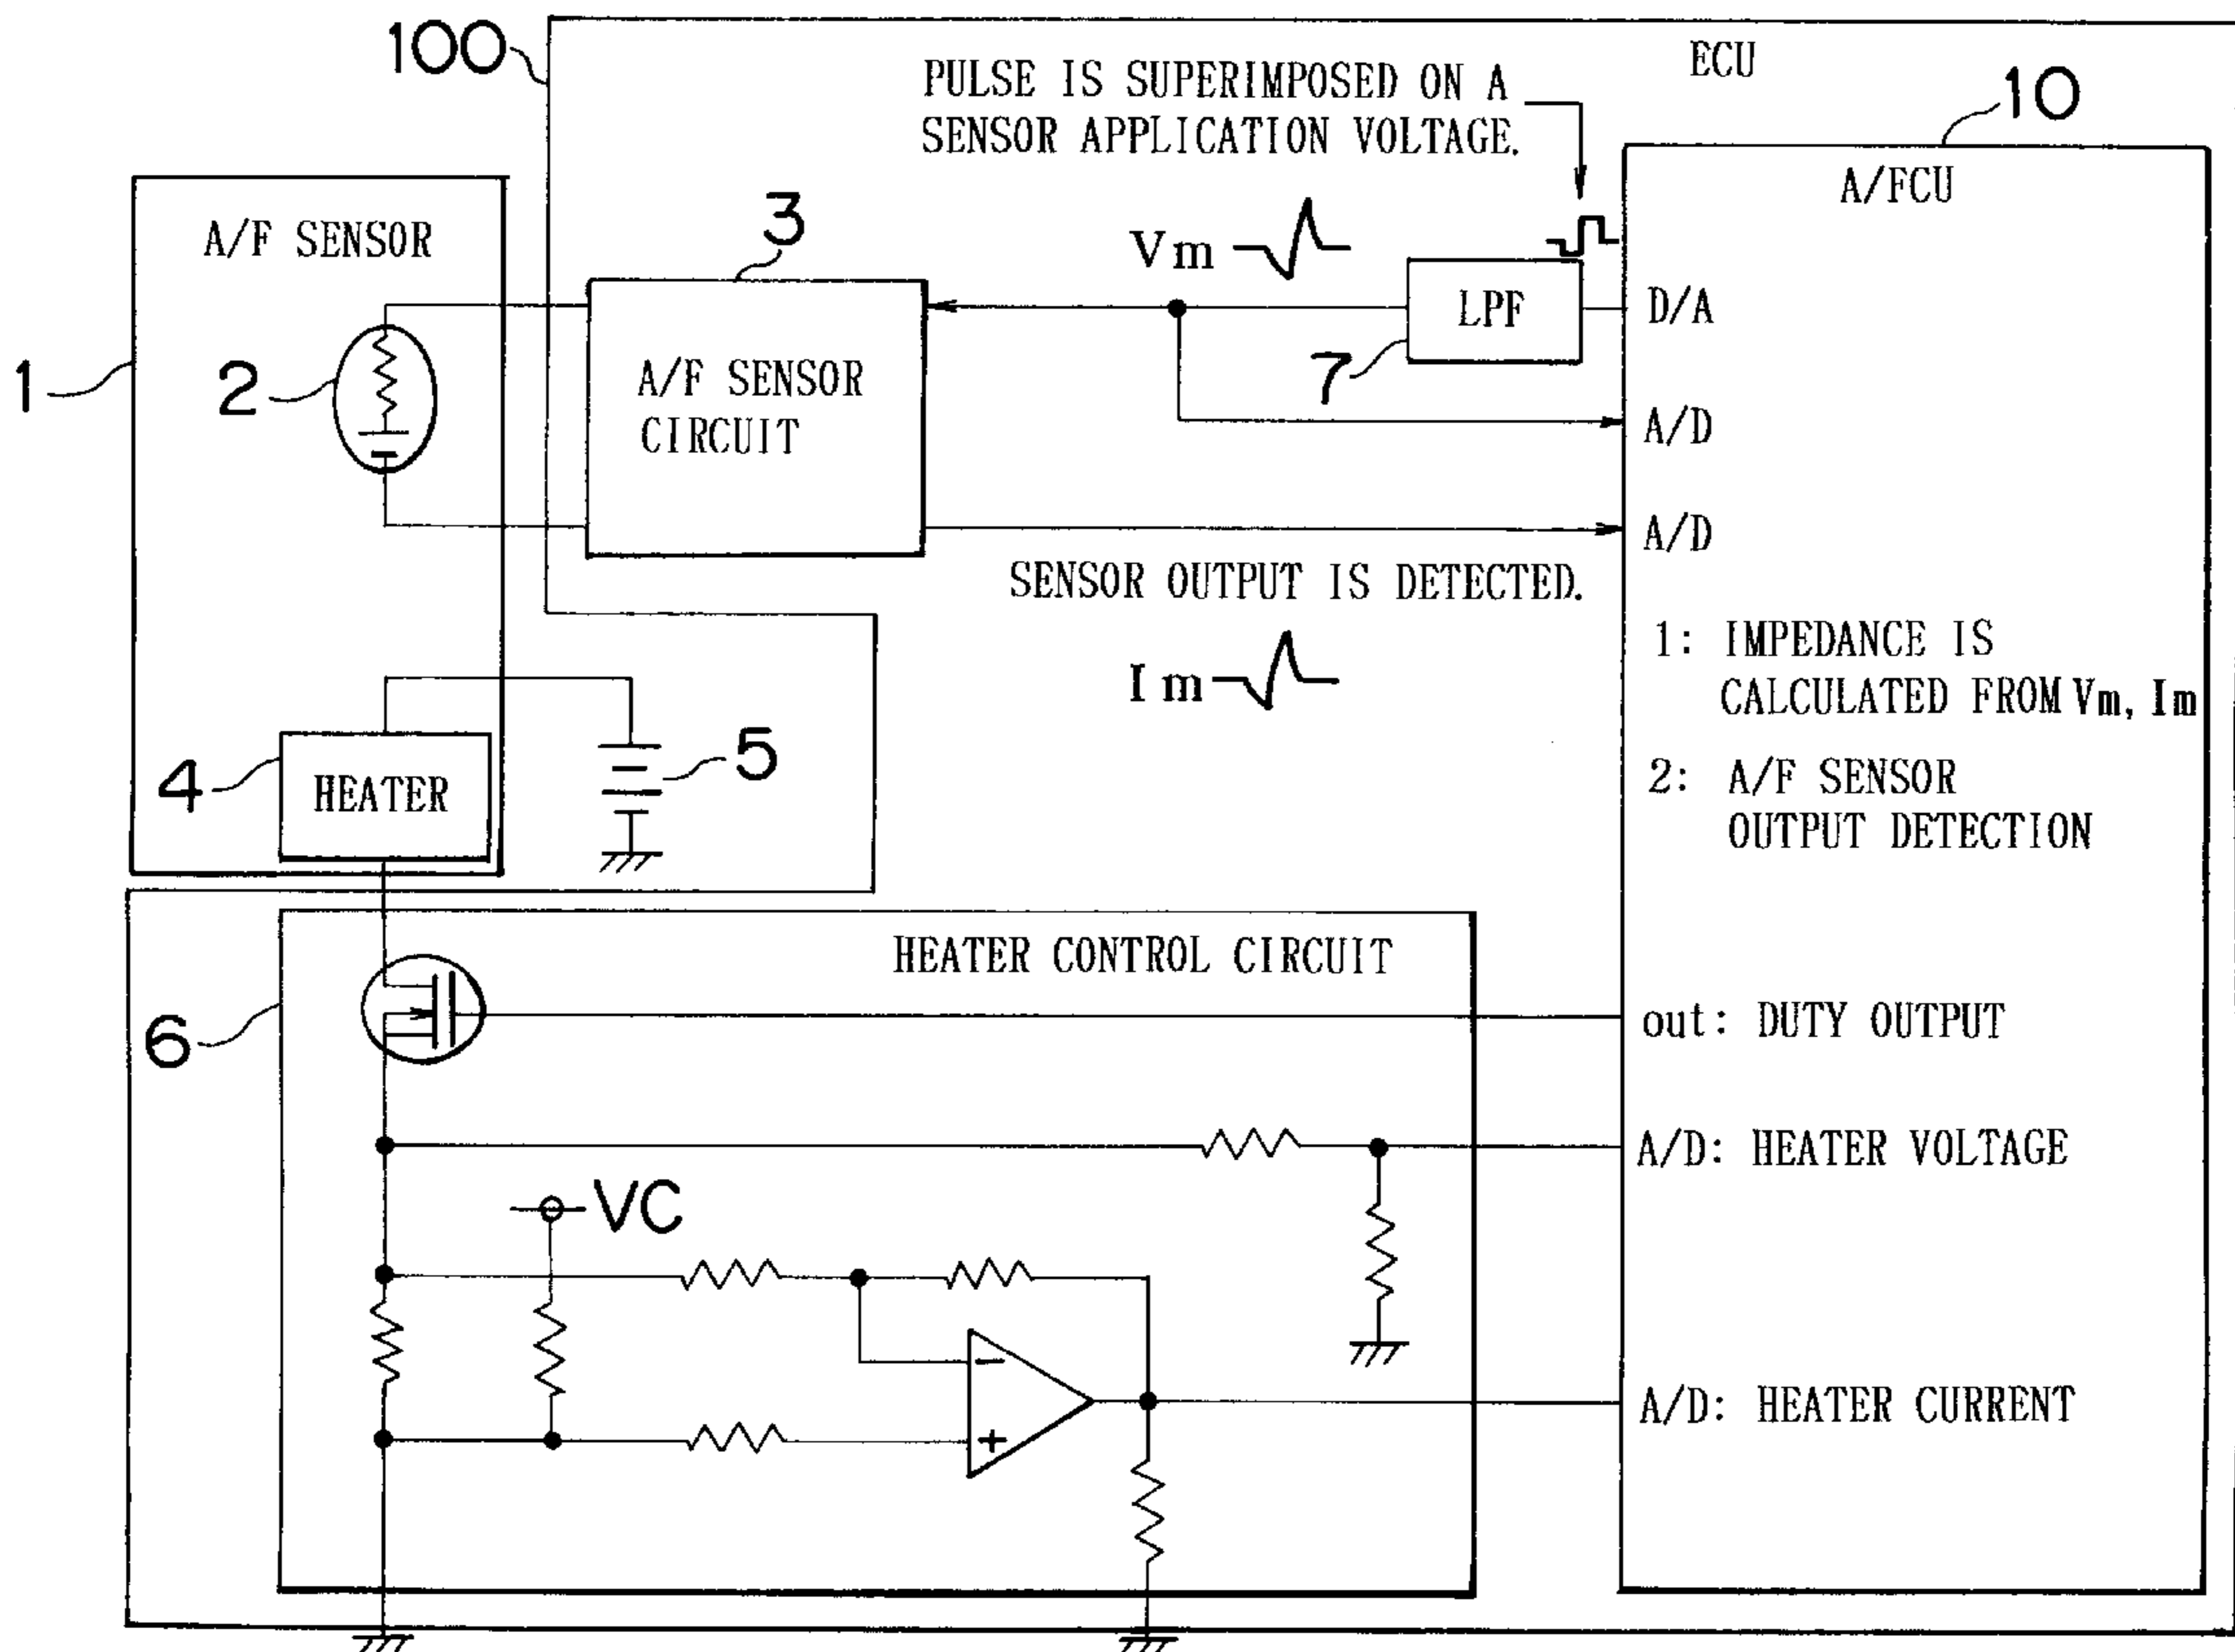 100
ECU
PULSE IS SUPERIMPOSED ON A
SENSOR APPLICATION VOLTAGE.
10
A/FCU
A/F SENSOR
3
Vm
LPF
D/A
1
2
A/F SENSOR
CIRCUIT
7
A/D
A/D
SENSOR OUTPUT IS DETECTED.
Im
1: IMPEDANCE IS
CALCULATED FROM Vm, Im
5
4
HEATER
2: A/F SENSOR
OUTPUT DETECTION
HEATER CONTROL CIRCUIT
6
out: DUTY OUTPUT
A/D: HEATER VOLTAGE
VC
−
+
A/D: HEATER CURRENT